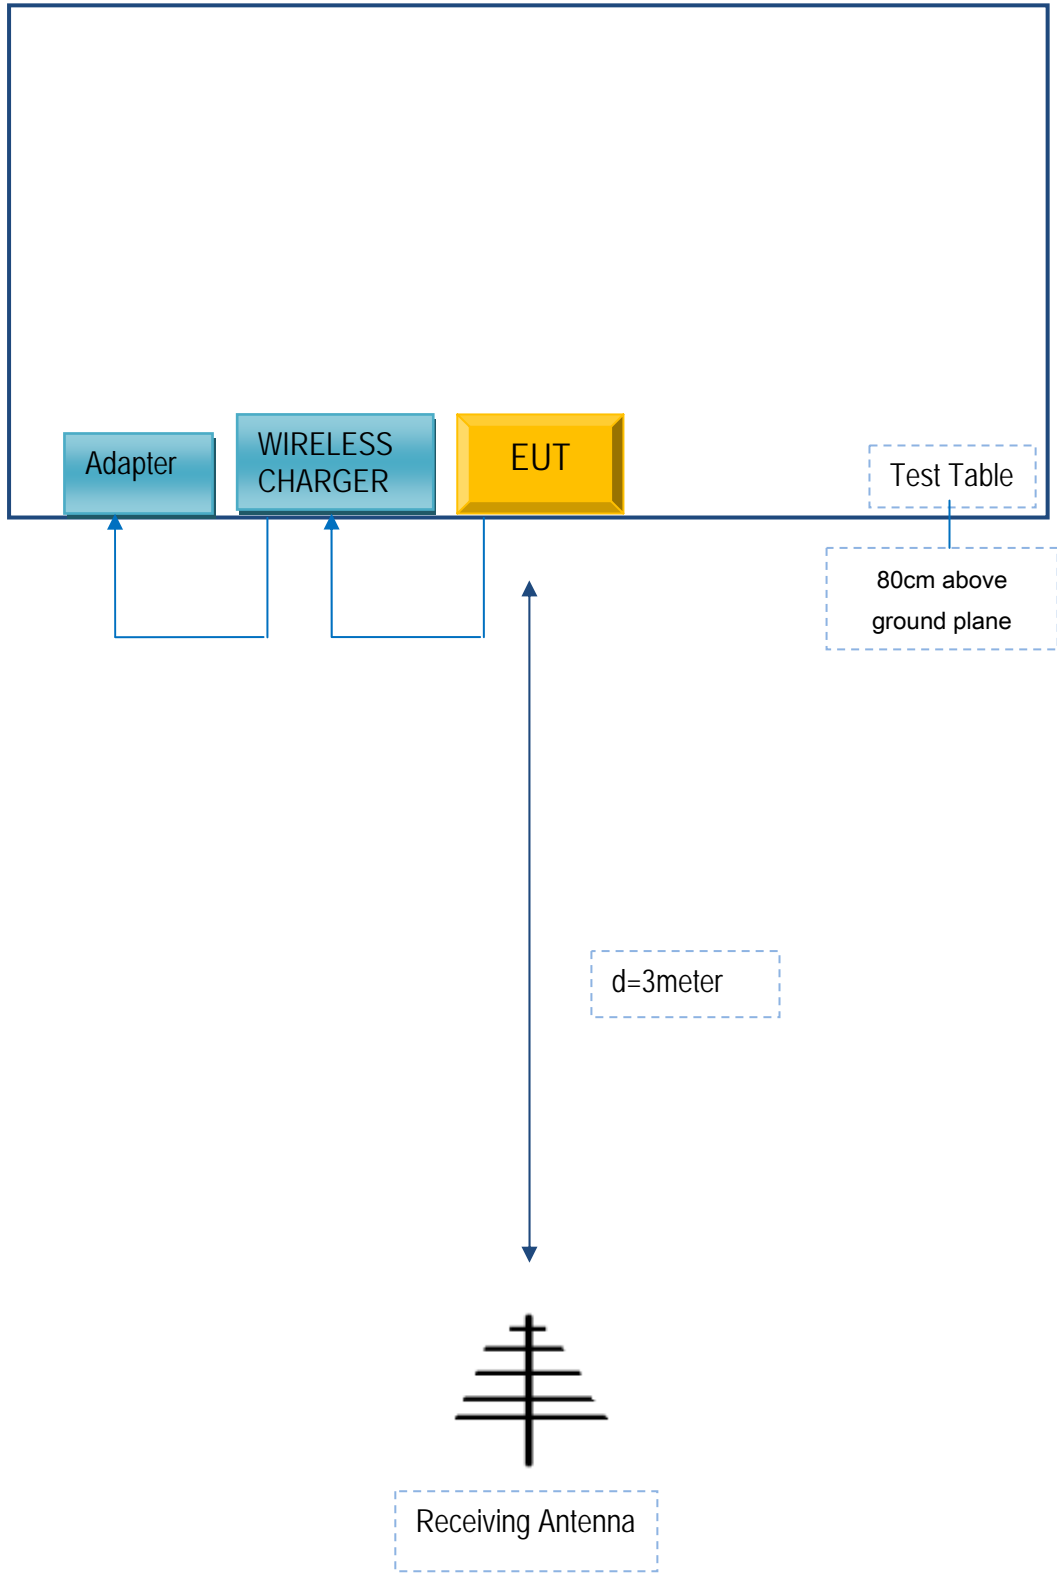 Adapter
WIRELESS
CHARGER
EUT
Test Table
80cm above
ground plane
d=3meter
Receiving Antenna